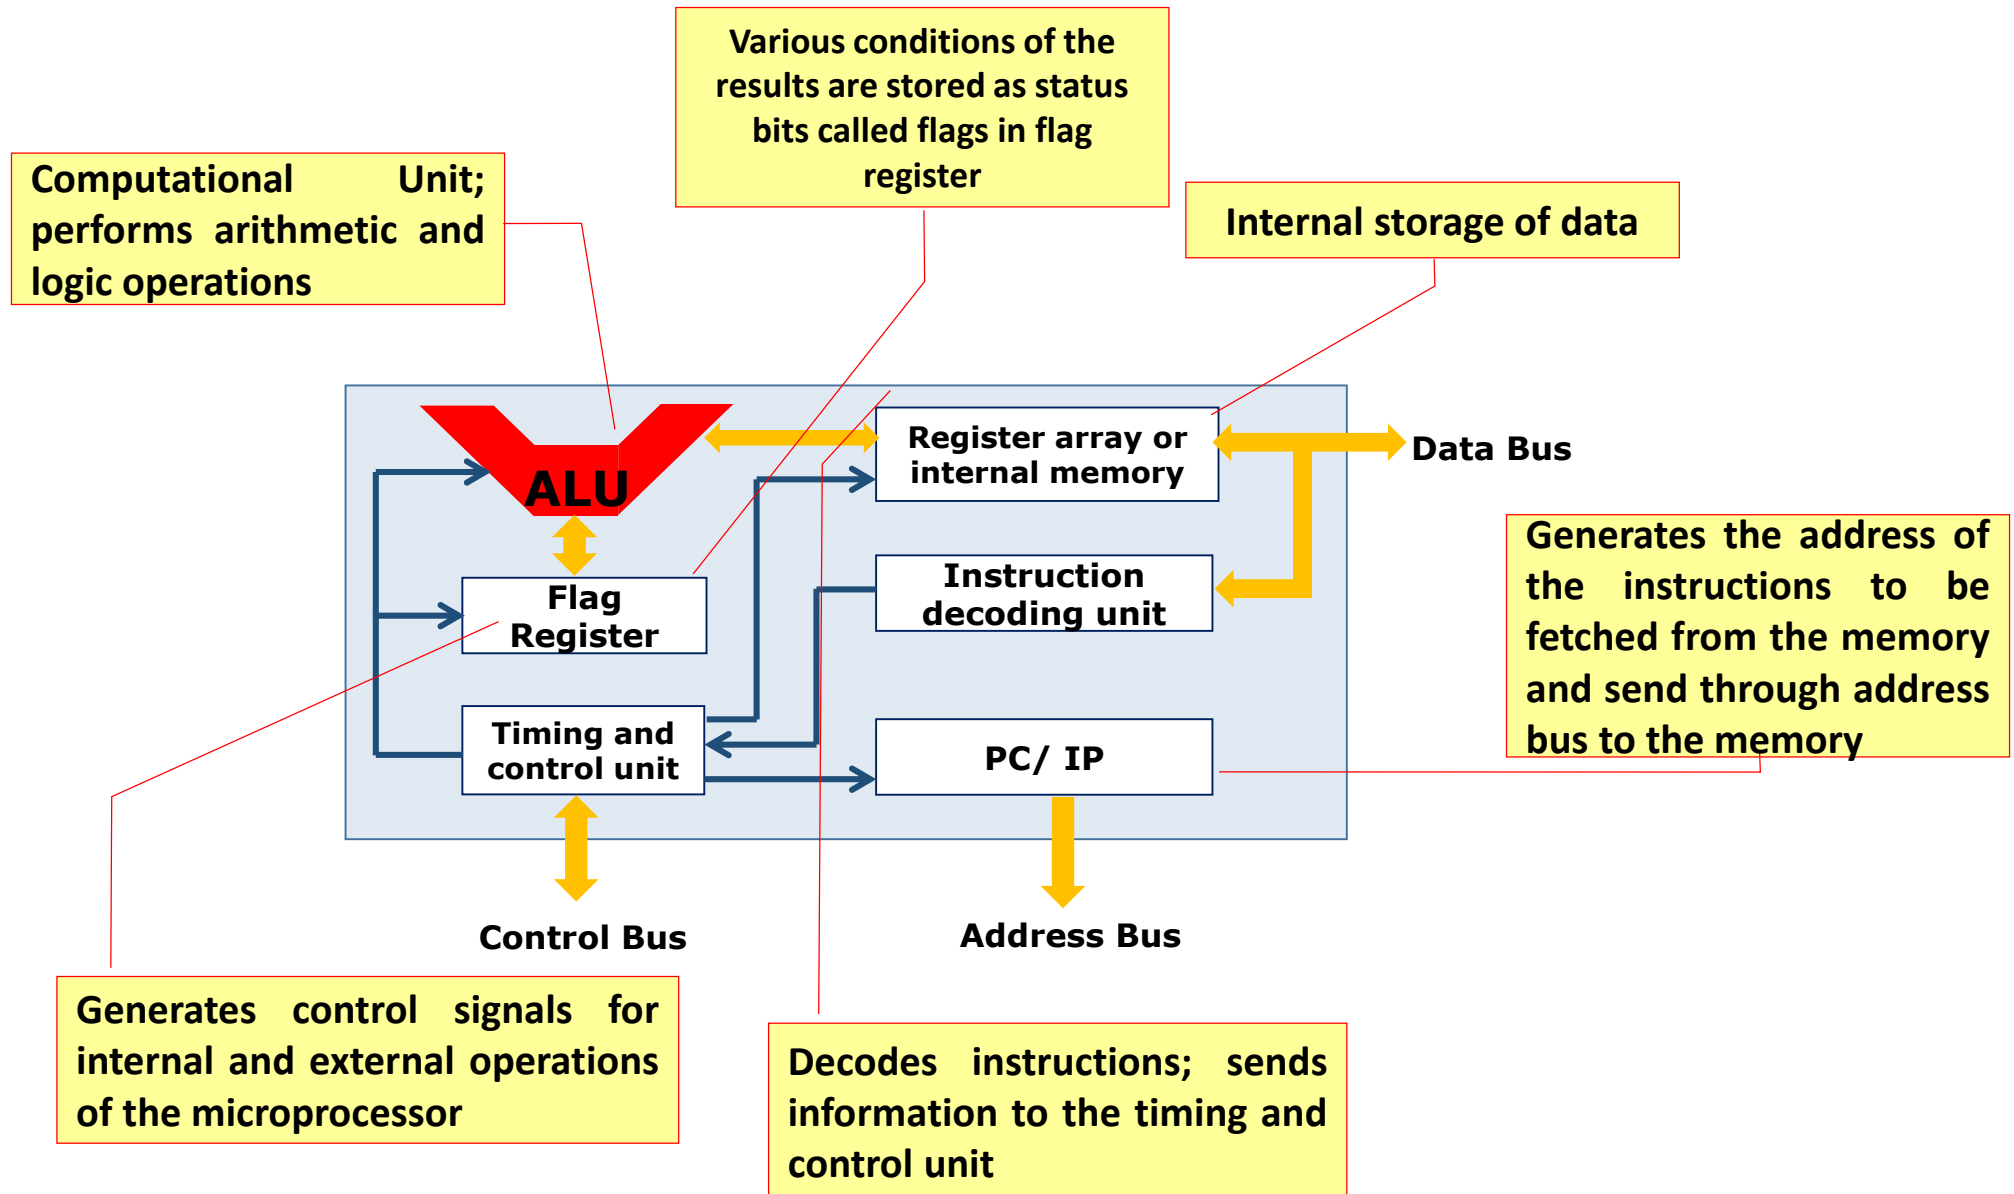 Various conditions of the
results are stored as status
bits called flags in flag
register
Computational Unit;
performs arithmetic and
logic operations
Internal storage of data
ALU
Register array or
internal memory
Data Bus
Flag
Register
Instruction
decoding unit
Generates the address of
the instructions to be
fetched from the memory
and send through address
bus to the memory
Timing and
control unit
PC/ IP
Control Bus
Address Bus
Generates control signals for
internal and external operations
of the microprocessor
Decodes instructions; sends
information to the timing and
control unit